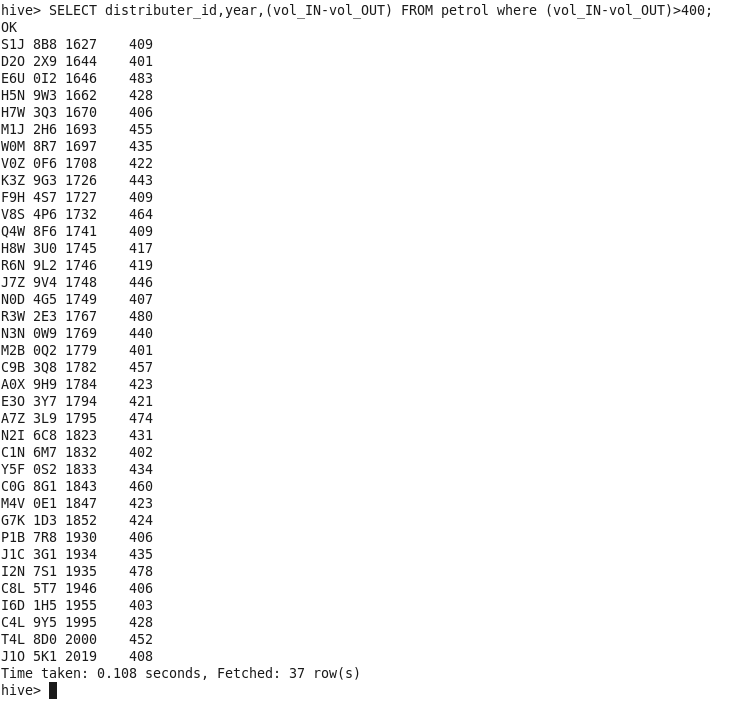 hive> SELECT distributer_id,year,(vol_IN-vol_OUT) FROM petrol where (vol_IN-vol_OUT)>400;
OK
S1J 8B8 1627 409
D2O 2X9 1644 401
E6U 0I2 1646 483
H5N 9W3 1662 428
H7W 3Q3 1670 406
M1J 2H6 1693 455
W0M 8R7 1697 435
V0Z 0F6 1708 422
K3Z 9G3 1726 443
F9H 4S7 1727 409
V8S 4P6 1732 464
Q4W 8F6 1741 409
H8W 3U0 1745 417
R6N 9L2 1746 419
J7Z 9V4 1748 446
N0D 4G5 1749 407
R3W 2E3 1767 480
N3N 0W9 1769 440
M2B 0Q2 1779 401
C9B 3Q8 1782 457
A0X 9H9 1784 423
E3O 3Y7 1794 421
A7Z 3L9 1795 474
N2I 6C8 1823 431
C1N 6M7 1832 402
Y5F 0S2 1833 434
C0G 8G1 1843 460
M4V 0E1 1847 423
G7K 1D3 1852 424
P1B 7R8 1930 406
J1C 3G1 1934 435
I2N 7S1 1935 478
C8L 5T7 1946 406
I6D 1H5 1955 403
C4L 9Y5 1995 428
T4L 8D0 2000 452
J1O 5K1 2019 408
Time taken: 0.108 seconds, Fetched: 37 row(s)
hive>